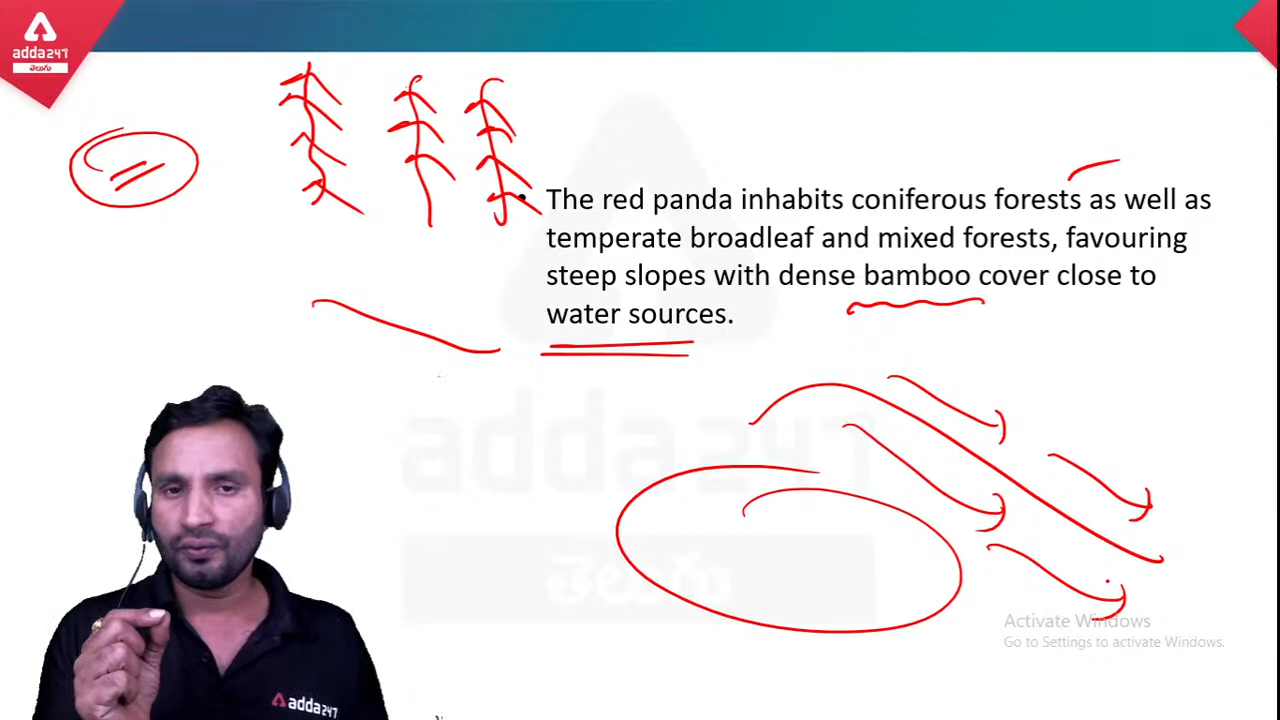 adda247
తెలుగు
• The red panda inhabits coniferous forests as well as
temperate broadleaf and mixed forests, favouring
steep slopes with dense bamboo cover close to
water sources.
adda247
తెలుగు
Activate Windows
Go to Settings to activate Windows.
adda247